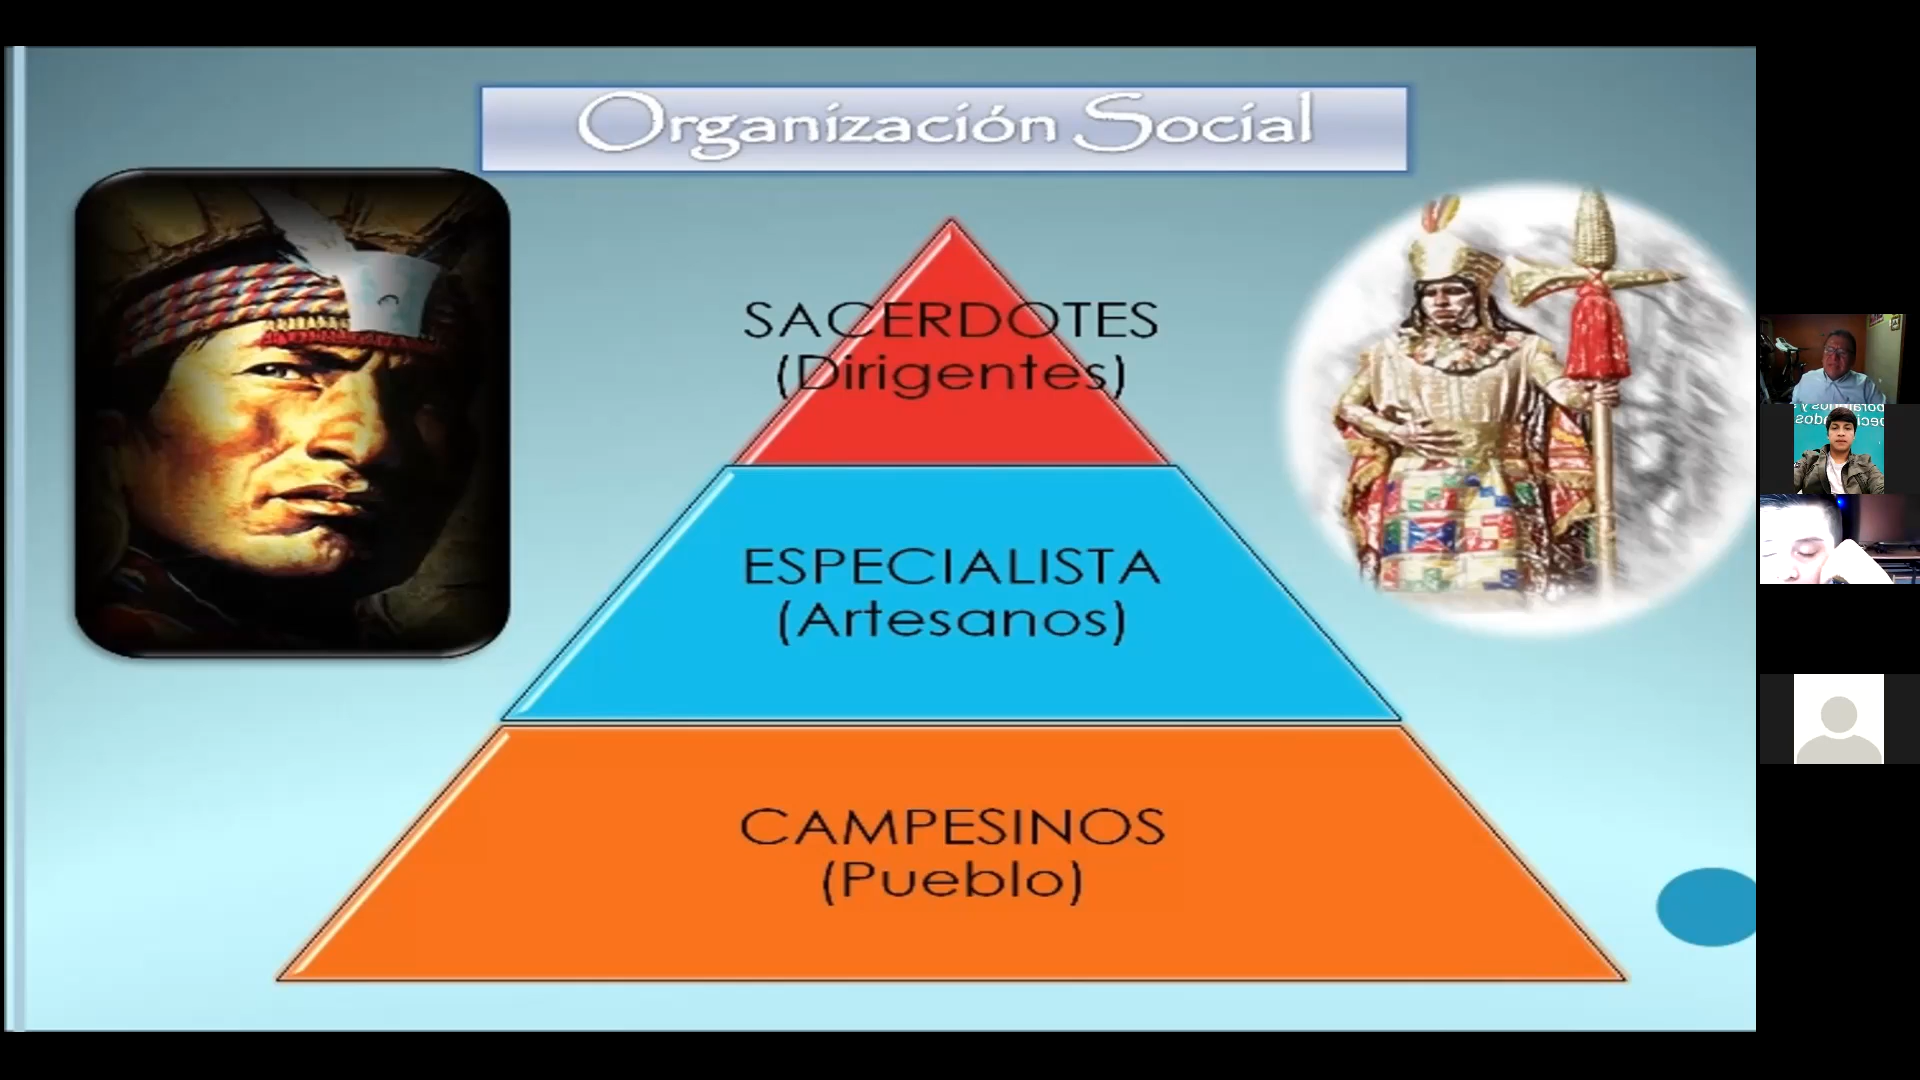 Organización Social
SACERDOTES
(Dirigentes)
ESPECIALISTA
(Artesanos)
CAMPESINOS
(Pueblo)